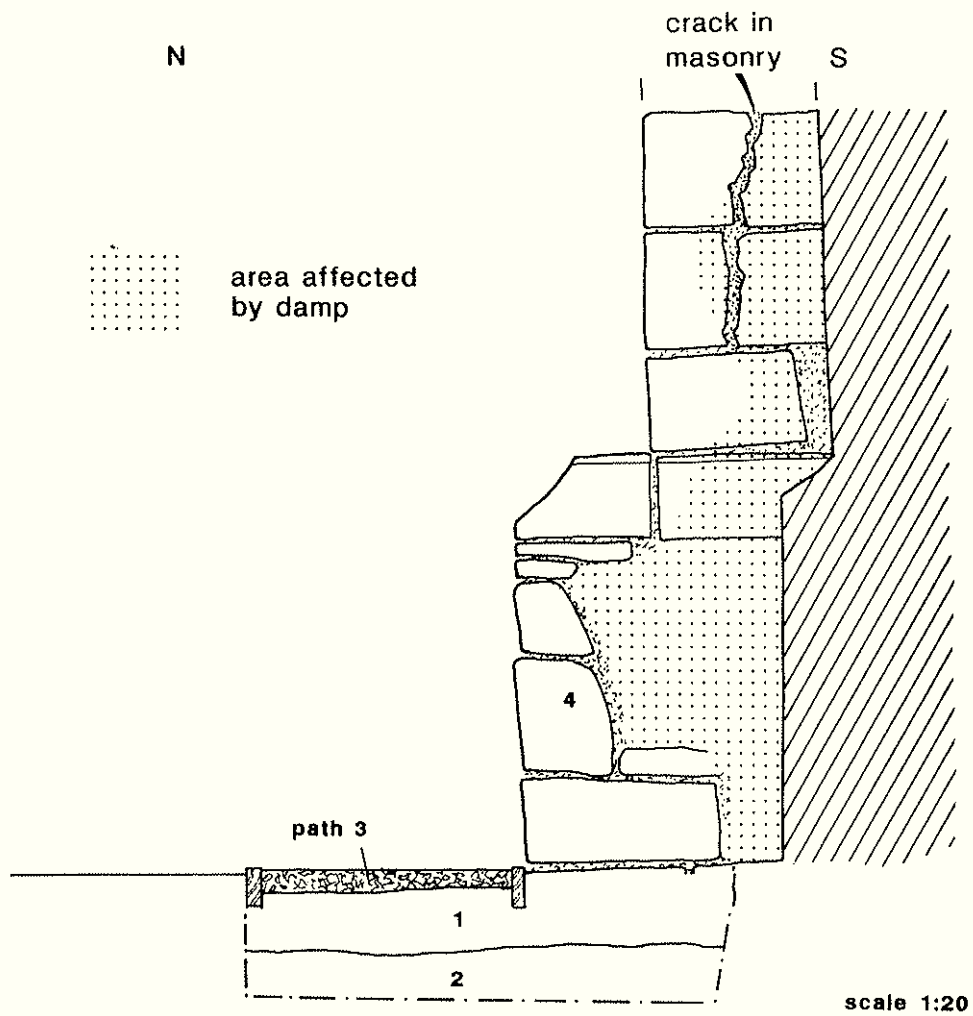 crack in
masonry
N
S
area affected
by damp
4
path 3
1
2
scale 1:20